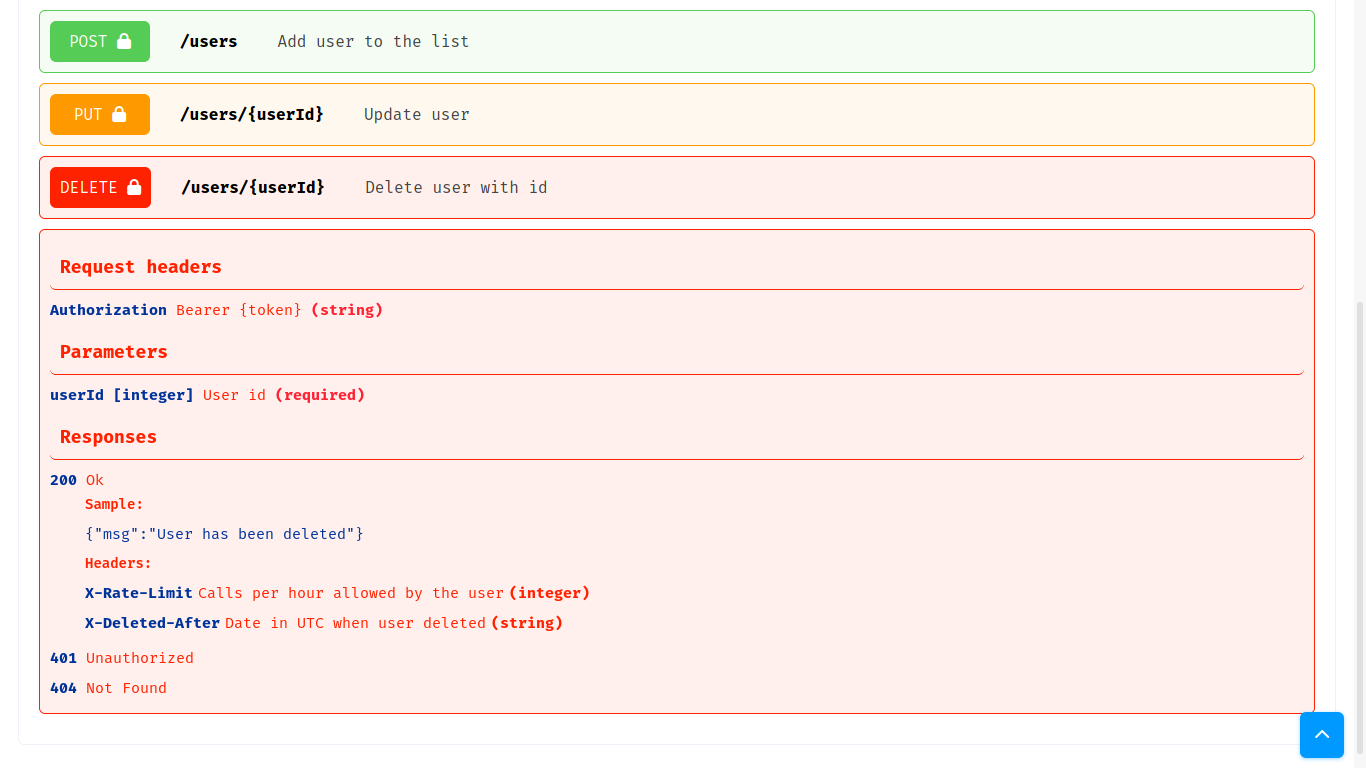 POST /users Add user to the list
PUT /users/{userId} Update user
DELETE /users/{userId} Delete user with id
Request headers
Authorization Bearer {token} (string)
Parameters
userId [integer] User id (required)
Responses
200 Ok
Sample:
{"msg":"User has been deleted"}
Headers:
X-Rate-Limit Calls per hour allowed by the user (integer)
X-Deleted-After Date in UTC when user deleted (string)
401 Unauthorized
404 Not Found